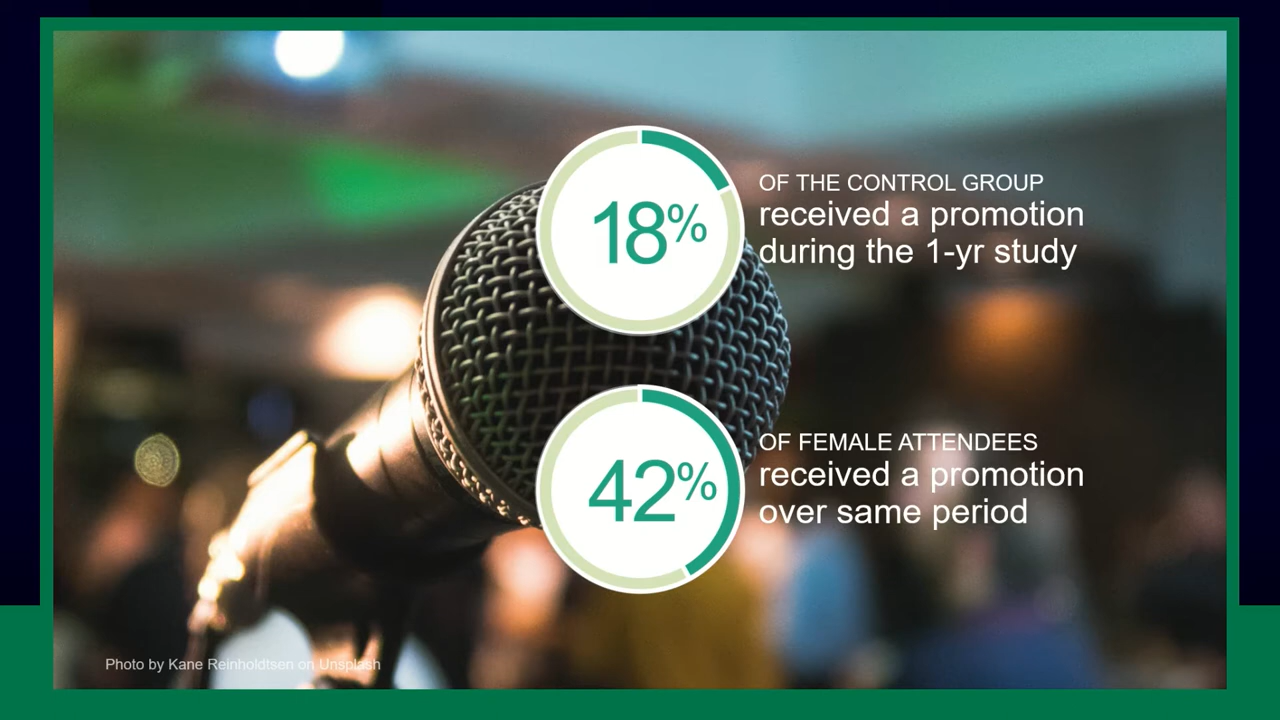 18%
OF THE CONTROL GROUP
received a promotion
during the 1-yr study
42%
OF FEMALE ATTENDEES
received a promotion
over same period
Photo by Kane Reinholdtsen on Unsplash